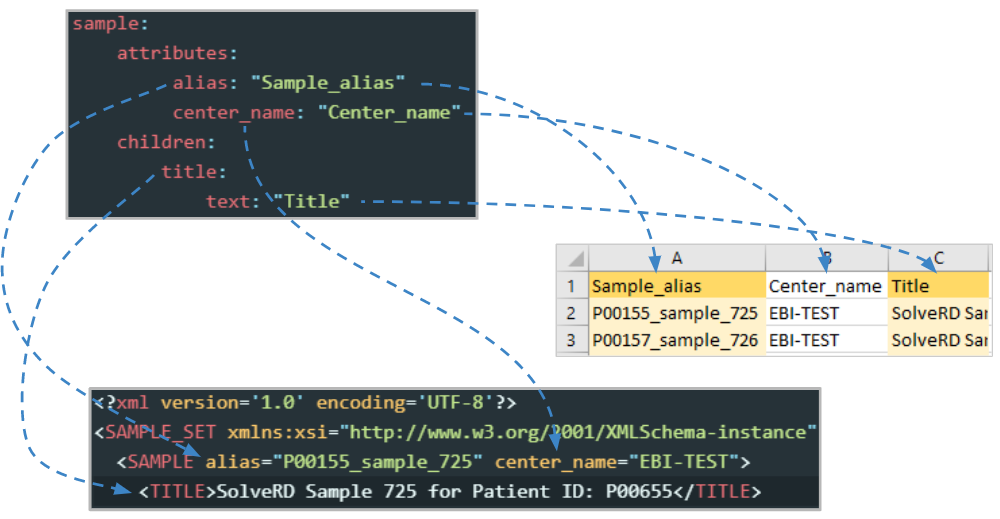 sample:
attributes:
alias: "Sample_alias"
center_name: "Center_name"
children:
title:
text: "Title"
A B C
1 Sample_alias Center_name Title
2 P00155_sample_725 EBI-TEST SolveRD Sar
3 P00157_sample_726 EBI-TEST SolveRD Sar
<?xml version='1.0' encoding='UTF-8'?>
<SAMPLE_SET xmlns:xsi="http://www.w3.org/2001/XMLSchema-instance"
<SAMPLE alias="P00155_sample_725" center_name="EBI-TEST">
<TITLE>SolveRD Sample 725 for Patient ID: P00655</TITLE>